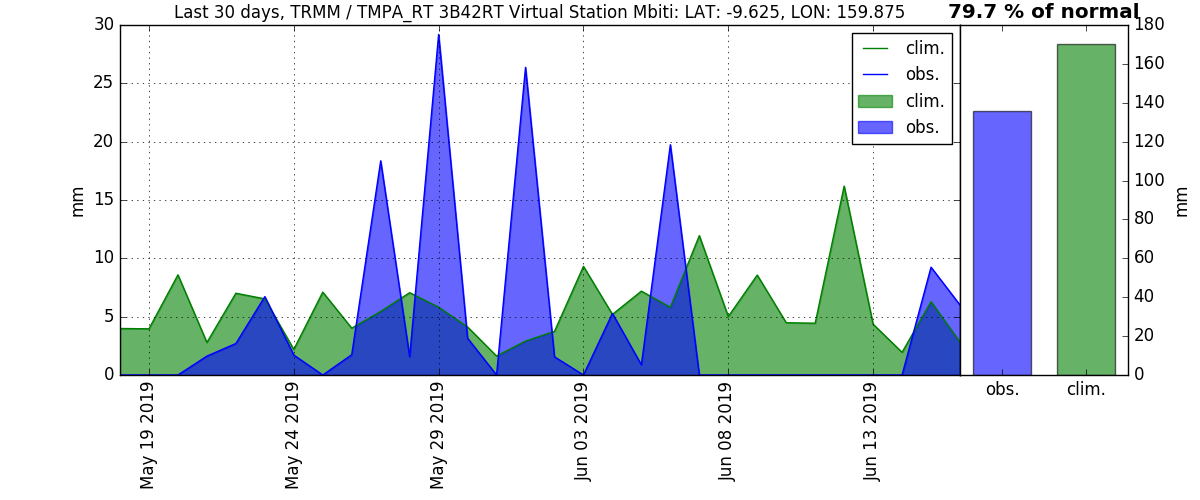 Last 30 days, TRMM / TMPA_RT 3B42RT Virtual Station Mbiti: LAT: -9.625, LON: 159.875
79.7 % of normal
30
25
20
15
10
5
0
mm
clim.
obs.
clim.
obs.
May 19 2019
May 24 2019
May 29 2019
Jun 03 2019
Jun 08 2019
Jun 13 2019
180
160
140
120
100
80
60
40
20
0
mm
obs.
clim.